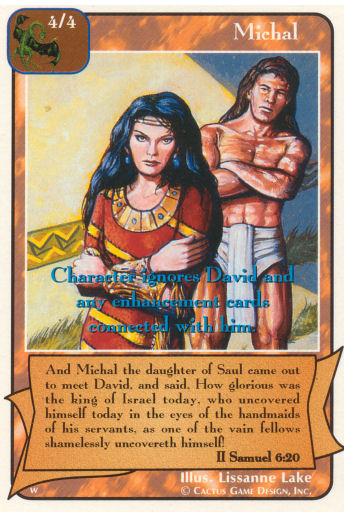 4/4
Michal
Character ignores David and
any enhancement cards
connected with him.
And Michal the daughter of Saul came out
to meet David, and said, How glorious was
the king of Israel today, who uncovered
himself today in the eyes of the handmaids
of his servants, as one of the vain fellows
shamelessly uncovereth himself!
II Samuel 6:20
Illus. Lissanne Lake
W
© Cactus Game Design, Inc.